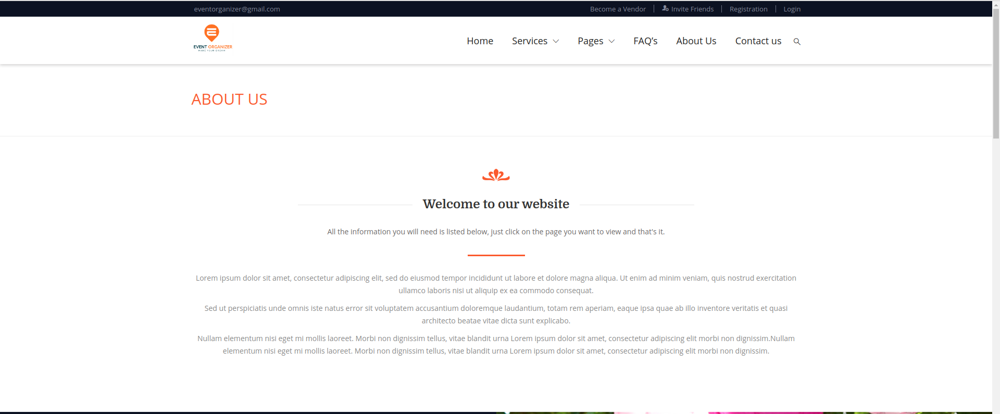 eventorganizer@gmail.com
Become a Vendor
Invite Friends
Registration
Login
EVENT ORGANIZER
MAKE YOUR DREAM
Home
Services
Pages
FAQ’s
About Us
Contact us
ABOUT US
Welcome to our website
All the information you will need is listed below, just click on the page you want to view and that's it.
Lorem ipsum dolor sit amet, consectetur adipiscing elit, sed do eiusmod tempor incididunt ut labore et dolore magna aliqua. Ut enim ad minim veniam, quis nostrud exercitation
ullamco laboris nisi ut aliquip ex ea commodo consequat.
Sed ut perspiciatis unde omnis iste natus error sit voluptatem accusantium doloremque laudantium, totam rem aperiam, eaque ipsa quae ab illo inventore veritatis et quasi
architecto beatae vitae dicta sunt explicabo.
Nullam elementum nisi eget mi mollis laoreet. Morbi non dignissim tellus, vitae blandit urna Lorem ipsum dolor sit amet, consectetur adipiscing elit morbi non dignissim.Nullam
elementum nisi eget mi mollis laoreet. Morbi non dignissim tellus, vitae blandit urna Lorem ipsum dolor sit amet, consectetur adipiscing elit morbi non dignissim.